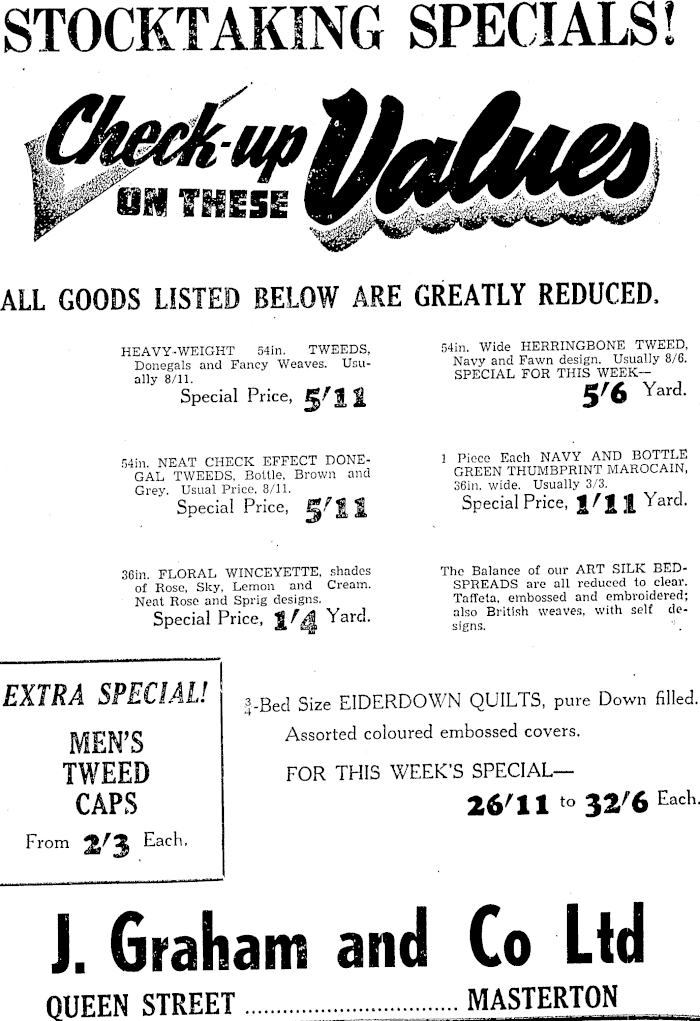 STOCKTAKING SPECIALS!
Check-up
ON THESE
Values
ALL GOODS LISTED BELOW ARE GREATLY REDUCED.
HEAVY-WEIGHT 54in. TWEEDS,
Donegals and Fancy Weaves. Usu-
ally 8/11.
Special Price, 5/11
54in. Wide HERRINGBONE TWEED,
Navy and Fawn design. Usually 8/6.
SPECIAL FOR THIS WEEK—
5/6 Yard.
54in. NEAT CHECK EFFECT DONE-
GAL TWEEDS, Bottle, Brown and
Grey. Usual Price, 8/11.
Special Price, 5/11
1 Piece Each NAVY AND BOTTLE
GREEN THUMBPRINT MAROCAIN,
36in. wide. Usually 3/3.
Special Price, 1/11 Yard.
36in. FLORAL WINCEYETTE, shades
of Rose, Sky, Lemon and Cream.
Neat Rose and Sprig designs.
Special Price, 1/4 Yard.
The Balance of our ART SILK BED-
SPREADS are all reduced to clear.
Taffeta, embossed and embroidered;
also British weaves, with self de-
signs.
EXTRA SPECIAL!
MEN'S
TWEED
CAPS
From 2/3 Each.
¾-Bed Size EIDERDOWN QUILTS, pure Down filled.
Assorted coloured embossed covers.
FOR THIS WEEK'S SPECIAL—
26/11 to 32/6 Each.
J. Graham and Co Ltd
QUEEN STREET .................................. MASTERTON